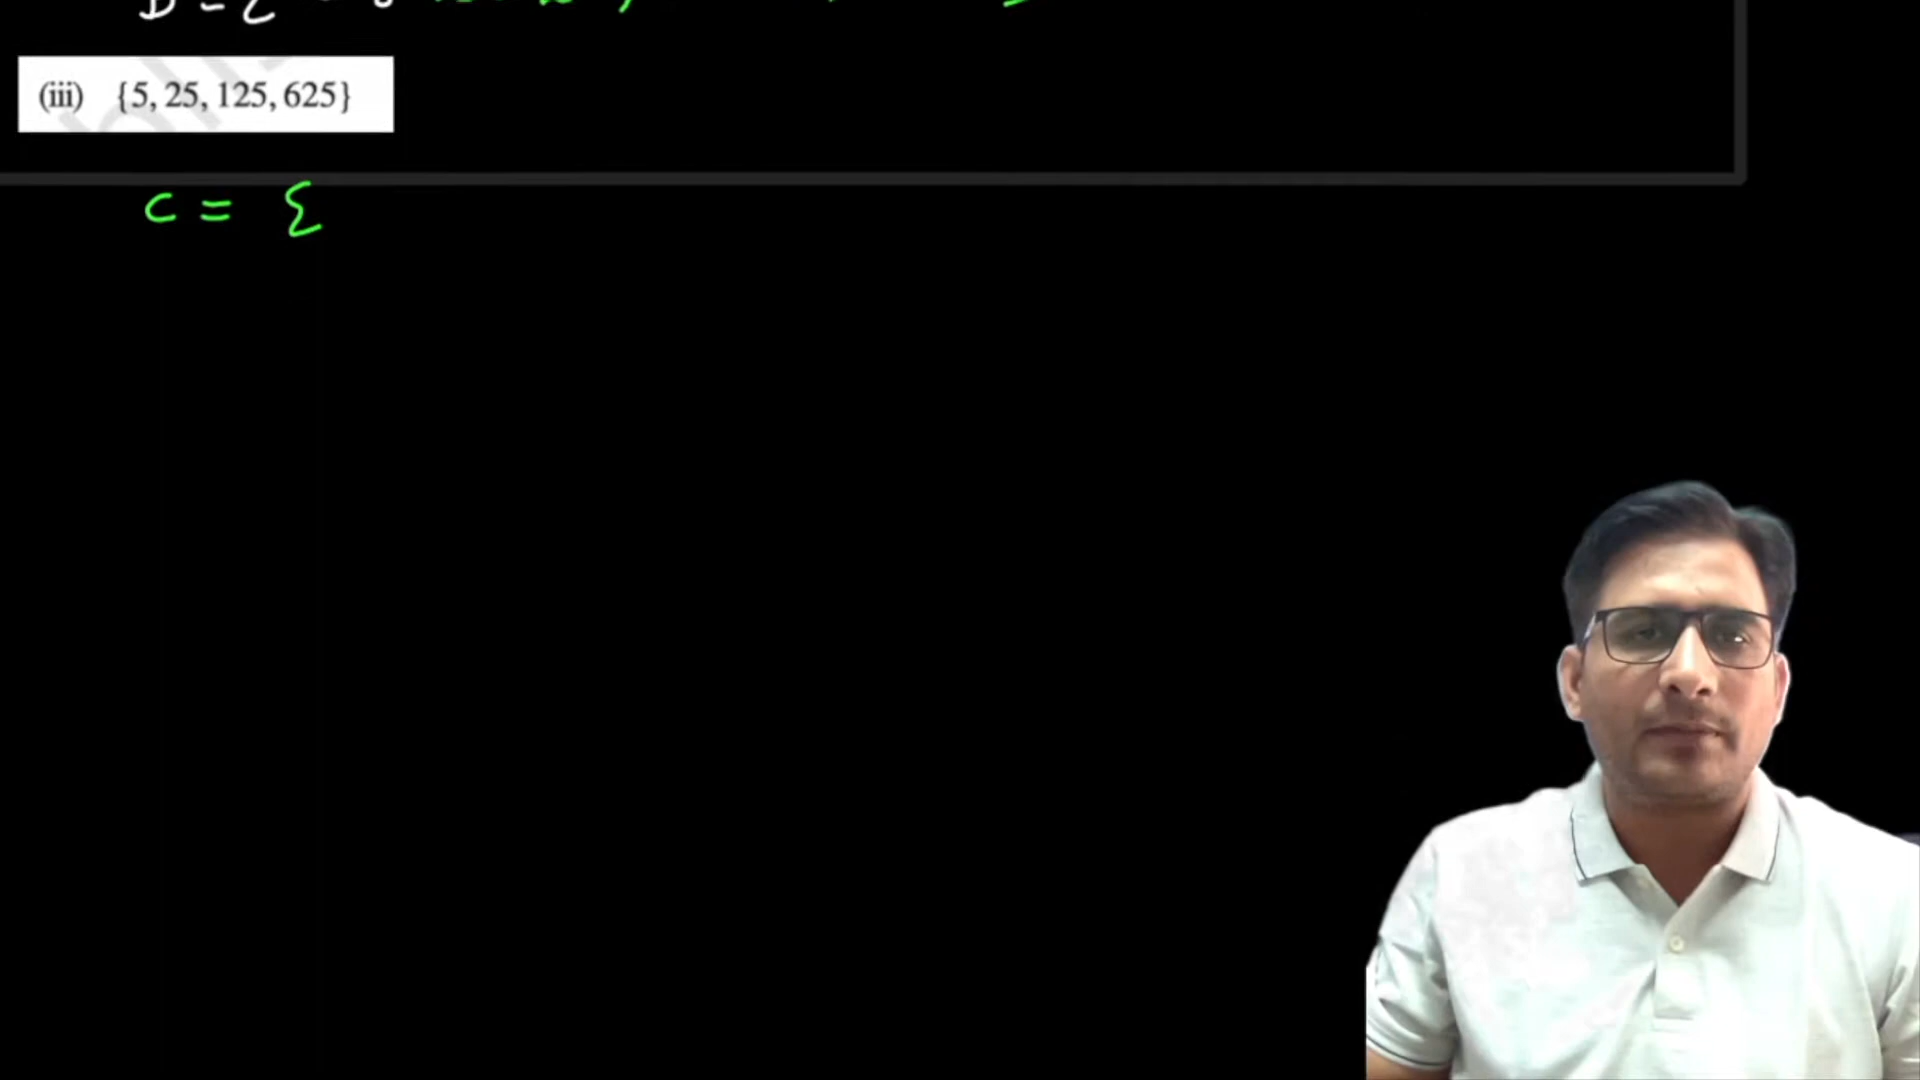 B = {
(iii) {5, 25, 125, 625}
C = {